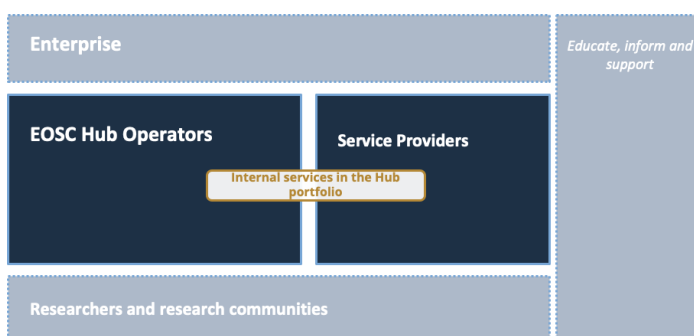 Enterprise
Educate, inform and
support
EOSC Hub Operators
Service Providers
Internal services in the Hub
portfolio
Researchers and research communities